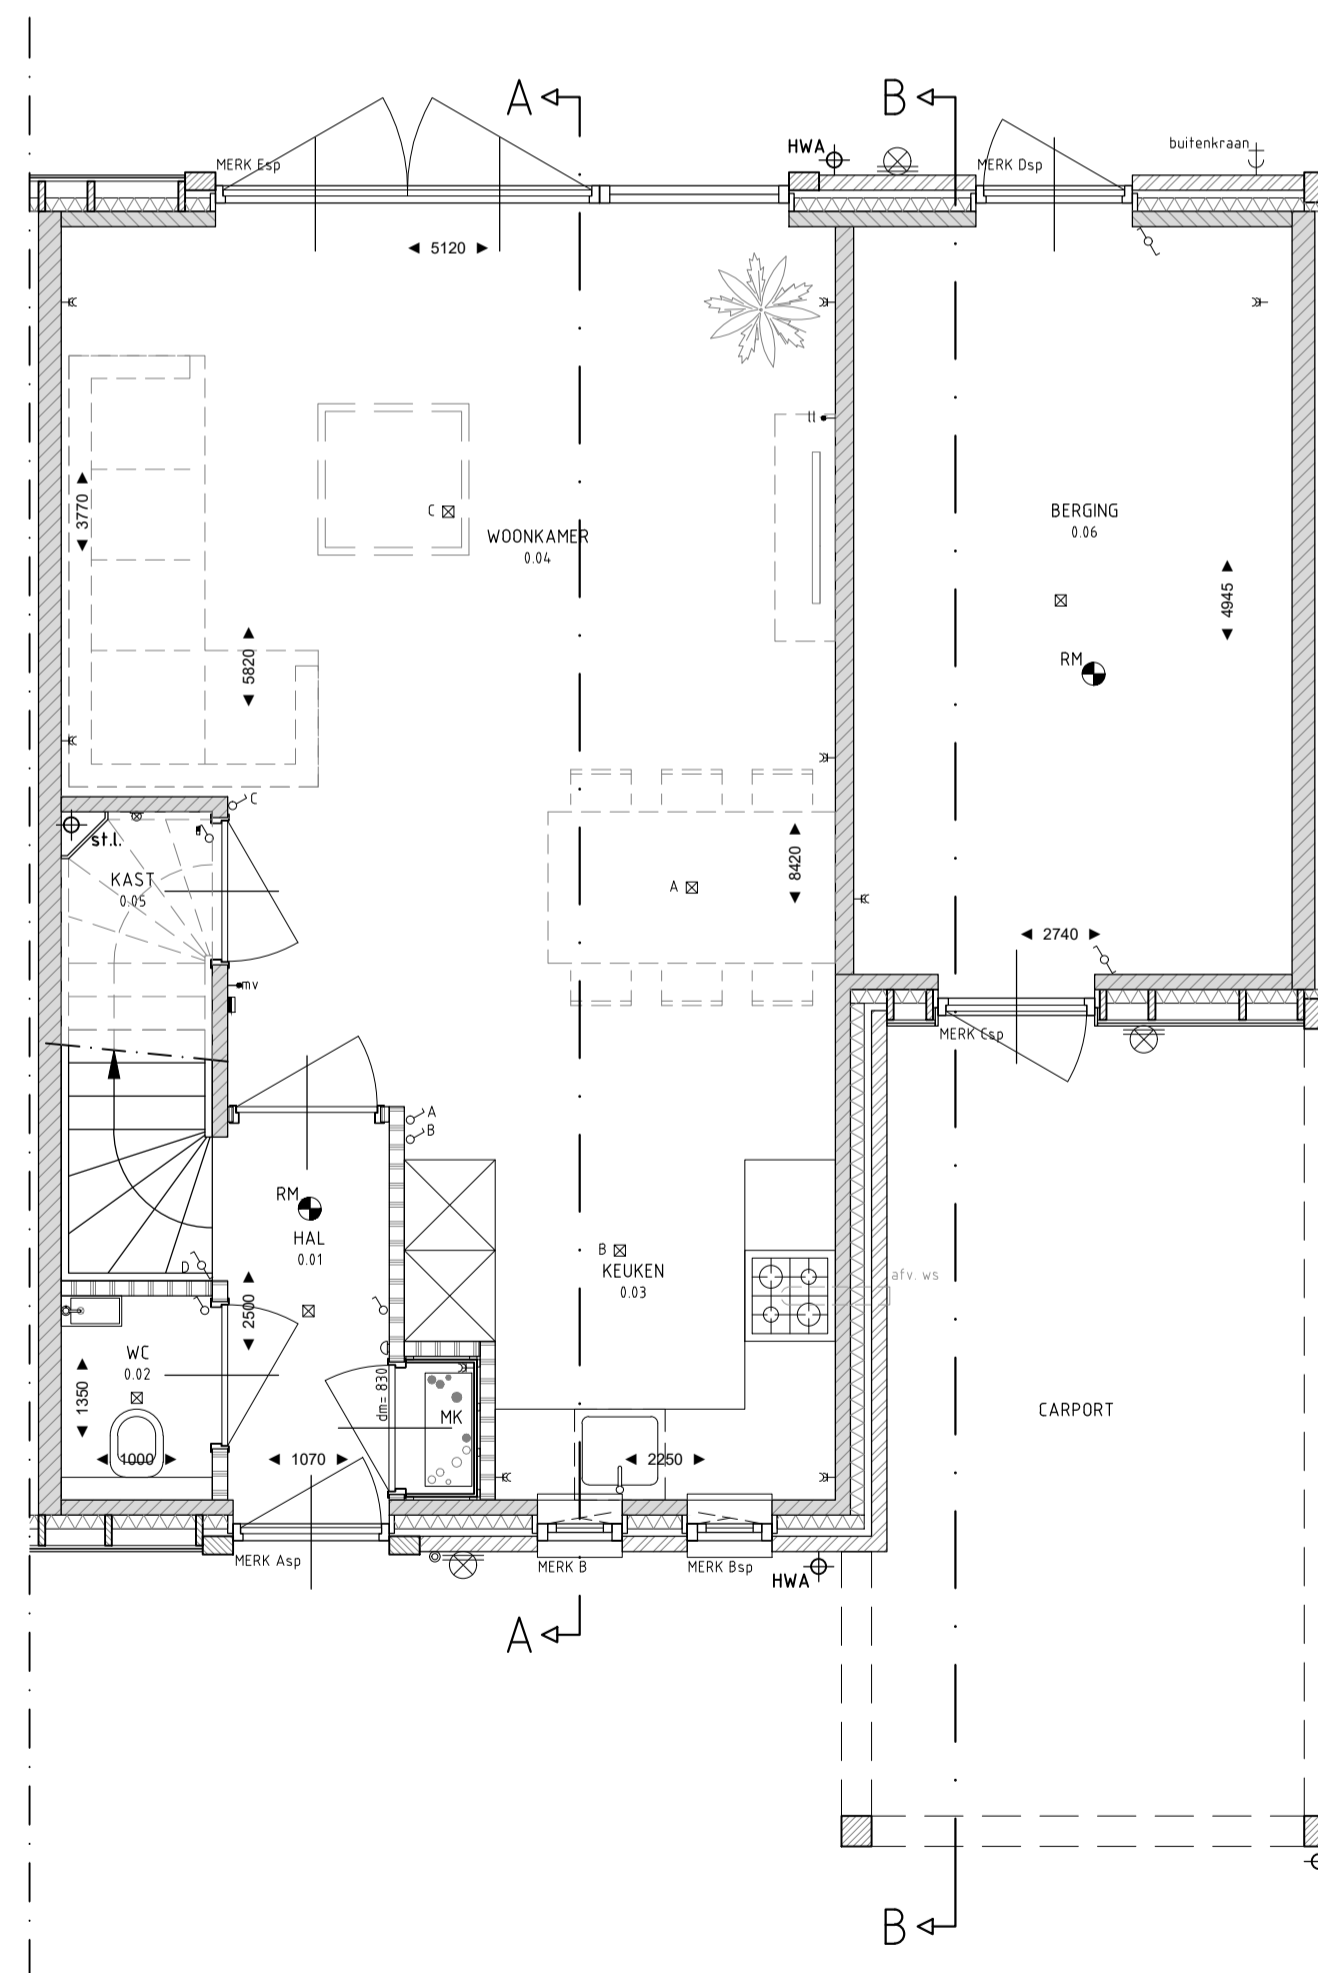 A
B
HWA
buitenkraan
MERK Esp
MERK Dsp
5120
C
WOONKAMER
0.04
3770
BERGING
0.06
4945
5820
RM
C
st.l.
KAST
0.05
A
8420
2740
mv
MERK Csp
A
B
RM
HAL
0.01
B
KEUKEN
0.03
afv. ws
D
2500
WC
0.02
1350
dm= 830
MK
CARPORT
1000
1070
2250
MERK Asp
MERK B
MERK Bsp
HWA
A
B